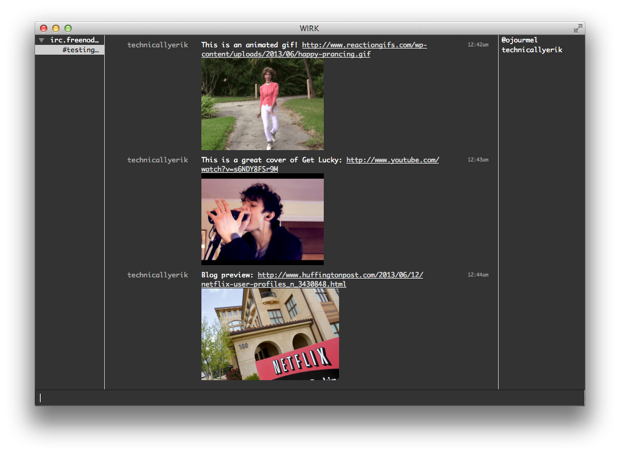 WIRK
irc.freenod…
#testing…
technicallyerik
This is an animated gif! http://www.reactiongifs.com/wp-
content/uploads/2013/06/happy-prancing.gif
12:42am
technicallyerik
This is a great cover of Get Lucky: http://www.youtube.com/
watch?v=s6NDY8FSr9M
12:43am
technicallyerik
Blog preview: http://www.huffingtonpost.com/2013/06/12/
netflix-user-profiles_n_3430848.html
12:44am
100
NETFLIX
@ojourmel
technicallyerik